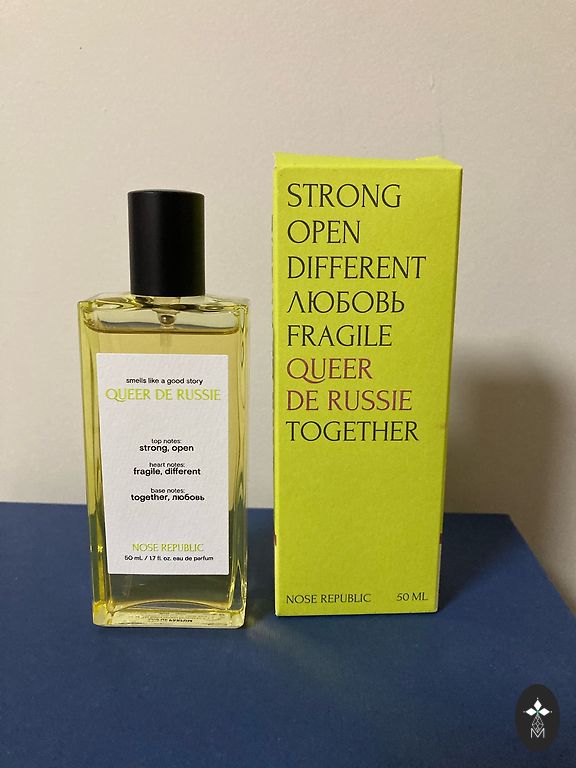 smells like a good story
QUEER DE RUSSIE
top notes:
strong, open
heart notes:
fragile, different
base notes:
together, любовь
NOSE REPUBLIC
50 mL / 1.7 fl. oz. eau de parfum
STRONG
OPEN
DIFFERENT
ЛЮБОВЬ
FRAGILE
QUEER
DE RUSSIE
TOGETHER
NOSE REPUBLIC 50 ML
M